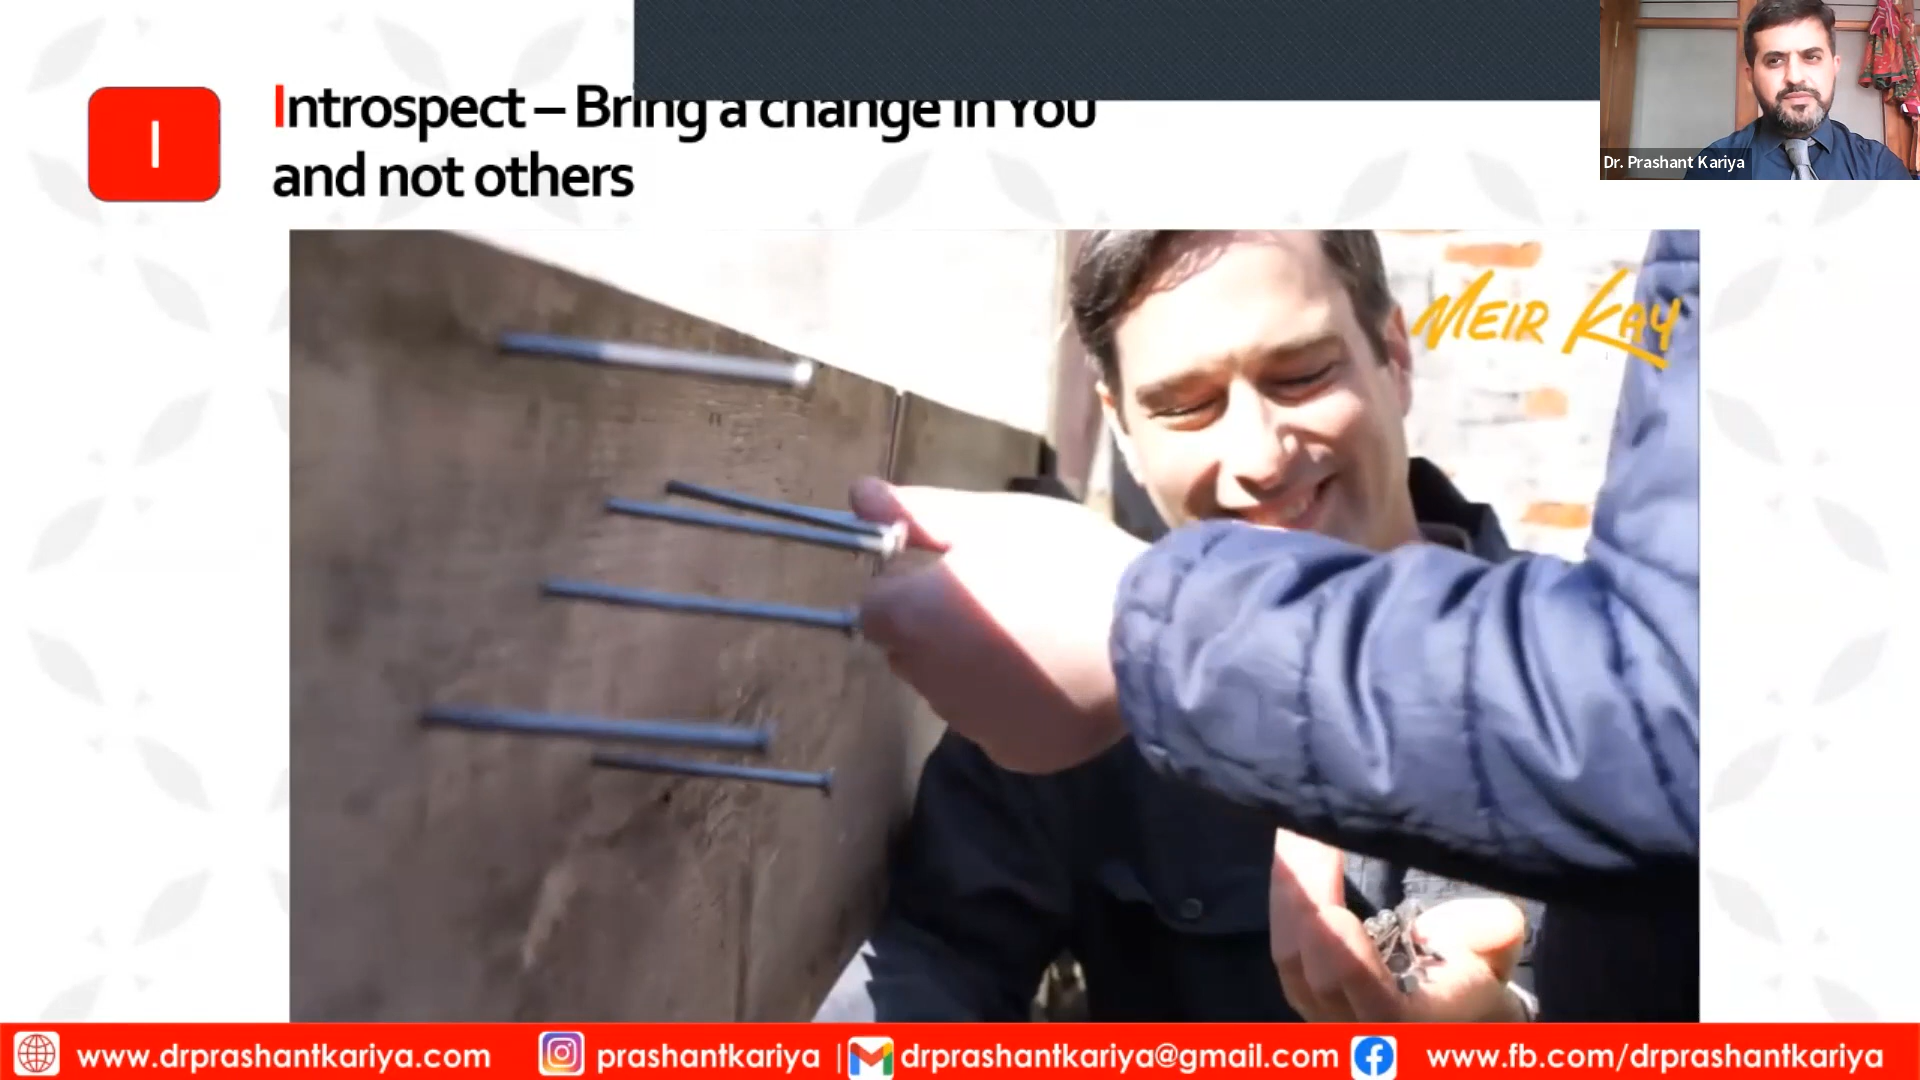 I
Introspect – Bring a change in You
and not others
Dr. Prashant Kariya
MEIR KAY
www.drprashantkariya.com
prashantkariya |
drprashantkariya@gmail.com
www.fb.com/drprashantkariya